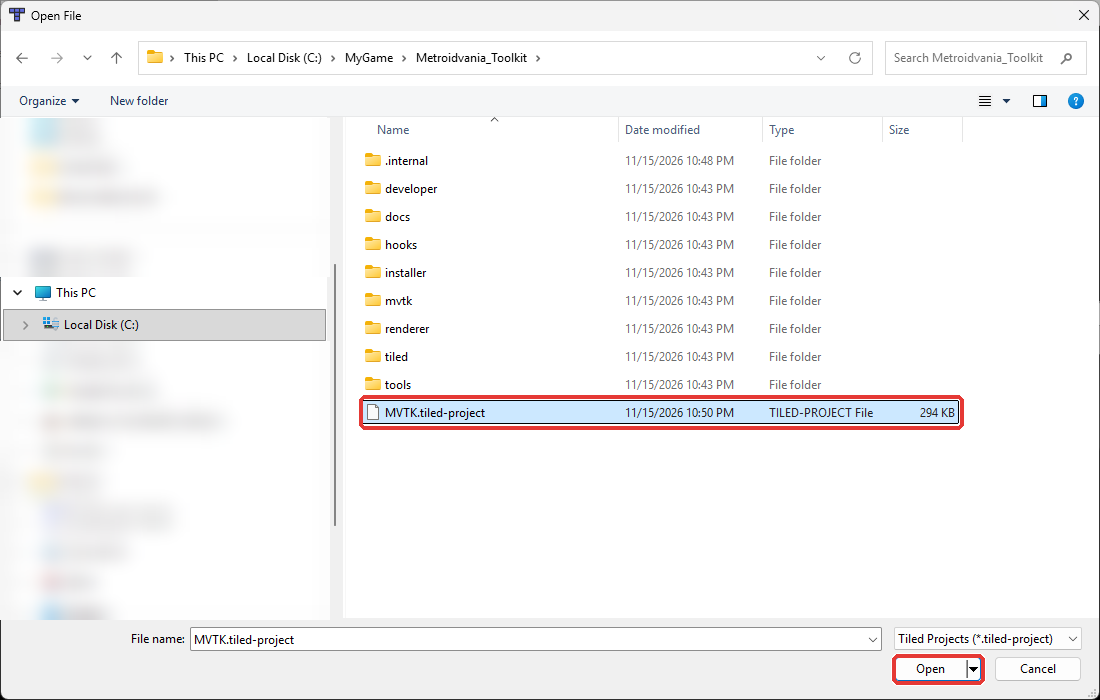 Open File
This PC
Local Disk (C:)
MyGame
Metroidvania_Toolkit
Search Metroidvania_Toolkit
Organize
New folder
?
Name
Date modified
Type
Size
.internal 11/15/2026 10:48 PM File folder
developer 11/15/2026 10:43 PM File folder
docs 11/15/2026 10:43 PM File folder
hooks 11/15/2026 10:43 PM File folder
installer 11/15/2026 10:43 PM File folder
mvtk 11/15/2026 10:43 PM File folder
renderer 11/15/2026 10:43 PM File folder
tiled 11/15/2026 10:43 PM File folder
tools 11/15/2026 10:43 PM File folder
MVTK.tiled-project 11/15/2026 10:50 PM TILED-PROJECT File 294 KB
This PC
Local Disk (C:)
File name: MVTK.tiled-project
Tiled Projects (*.tiled-project)
Open
Cancel